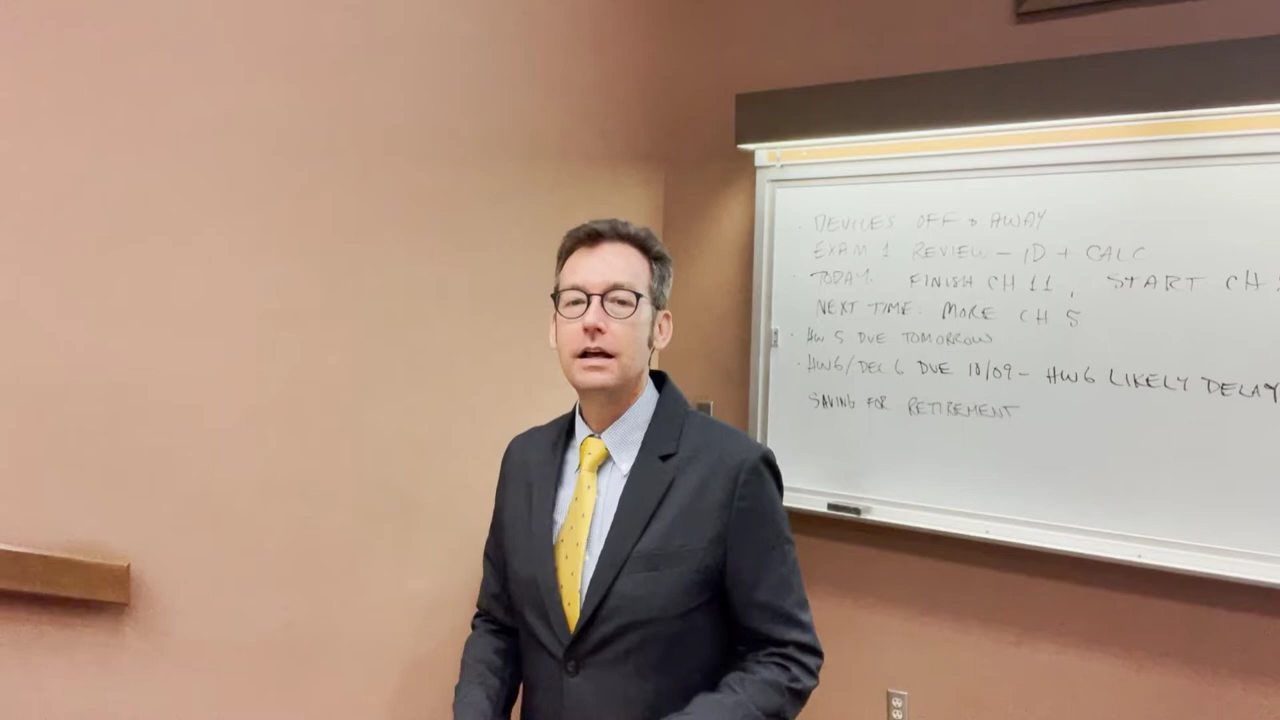 · DEVICES OFF & AWAY
EXAM 1 REVIEW - ID + CALC
· TODAY: FINISH CH 11, START CH
NEXT TIME: MORE CH 5
· HW 5 DUE TOMORROW
· HW6/DEC 6 DUE 10/09 - HW6 LIKELY DELAY
SAVING FOR RETIREMENT